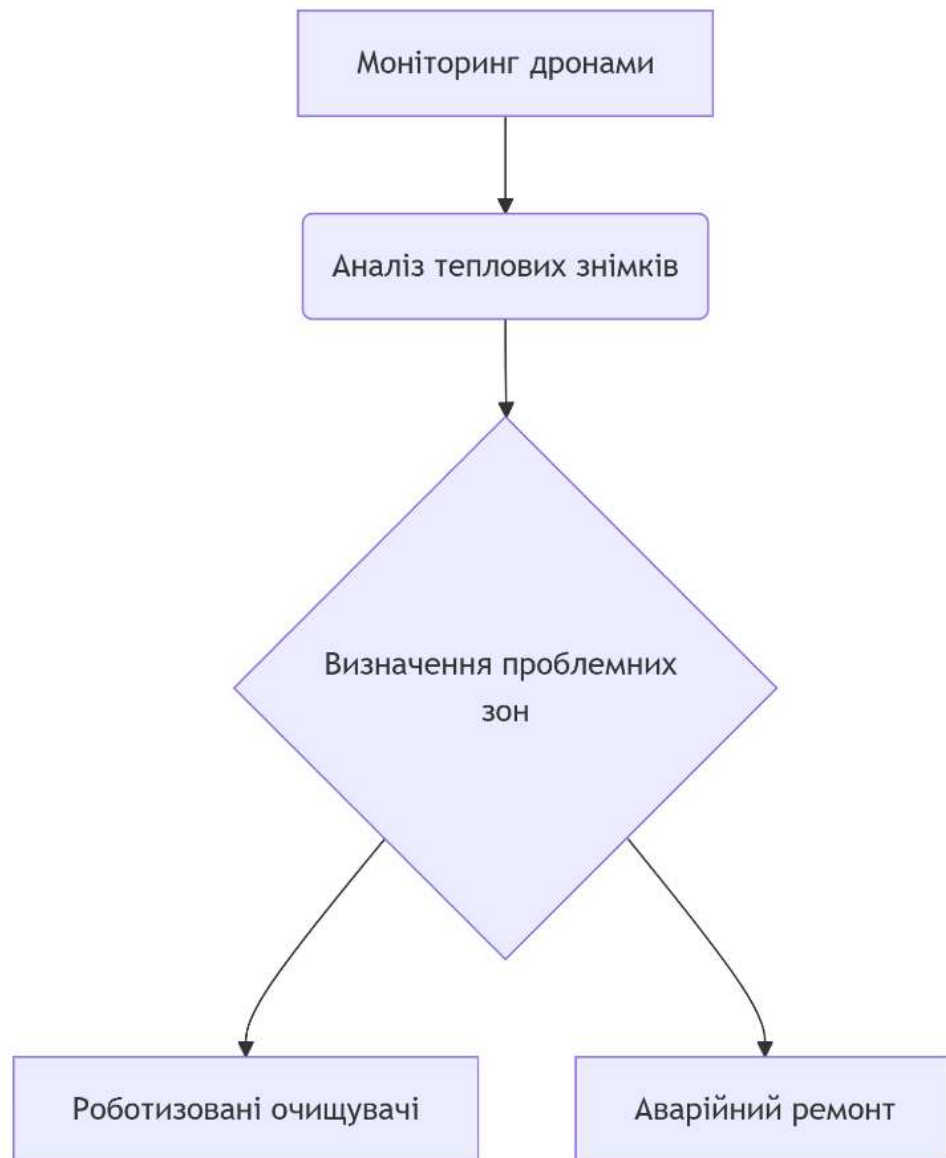 Моніторинг дронами
Аналіз теплових знімків
Визначення проблемних
зон
Роботизовані очищувачі
Аварійний ремонт